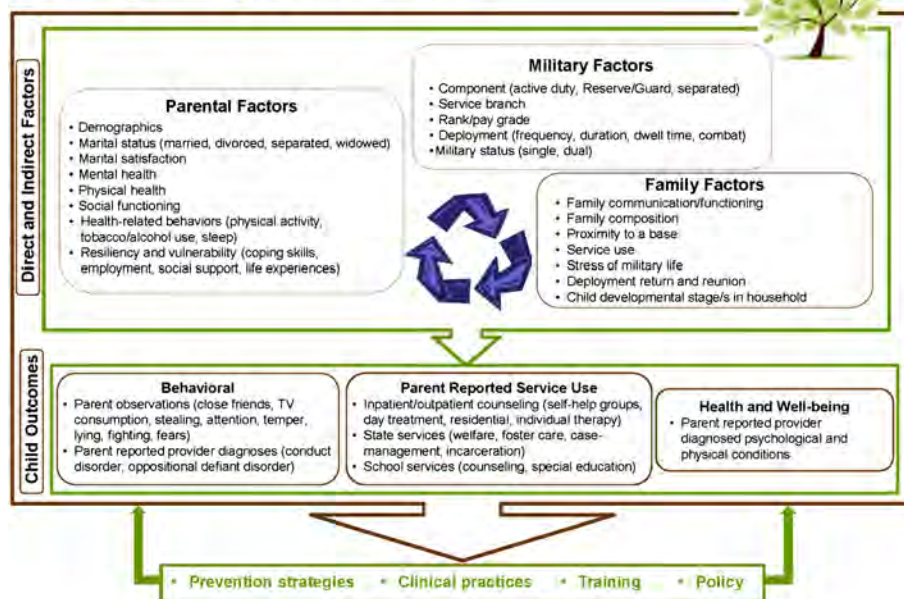 Direct and Indirect Factors
Parental Factors
• Demographics
• Marital status (married, divorced, separated, widowed)
• Marital satisfaction
• Mental health
• Physical health
• Social functioning
• Health-related behaviors (physical activity,
tobacco/alcohol use, sleep)
• Resiliency and vulnerability (coping skills,
employment, social support, life experiences)
Military Factors
• Component (active duty, Reserve/Guard, separated)
• Service branch
• Rank/pay grade
• Deployment (frequency, duration, dwell time, combat)
•Military status (single, dual)
Family Factors
• Family communication/functioning
• Family composition
• Proximity to a base
• Service use
• Stress of military life
• Deployment return and reunion
• Child developmental stage/s in household
Child Outcomes
Behavioral
• Parent observations (close friends, TV
consumption, stealing, attention, temper,
lying, fighting, fears)
• Parent reported provider diagnoses (conduct
disorder, oppositional defiant disorder)
Parent Reported Service Use
• Inpatient/outpatient counseling (self-help groups,
day treatment, residential, individual therapy)
• State services (welfare, foster care, case-
management, incarceration)
• School services (counseling, special education)
Health and Well-being
• Parent reported provider
diagnosed psychological and
physical conditions
• Prevention strategies • Clinical practices • Training • Policy